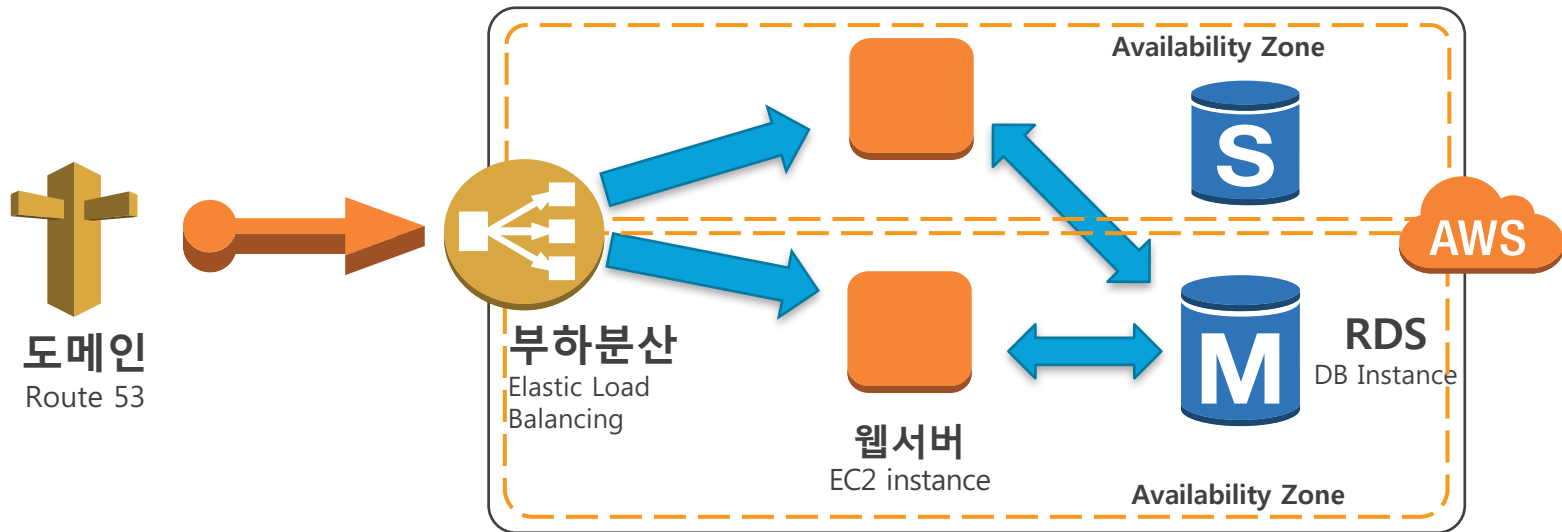 Availability Zone
S
AWS
도메인
Route 53
부하분산
Elastic Load
Balancing
M
RDS
DB Instance
웹서버
EC2 instance
Availability Zone